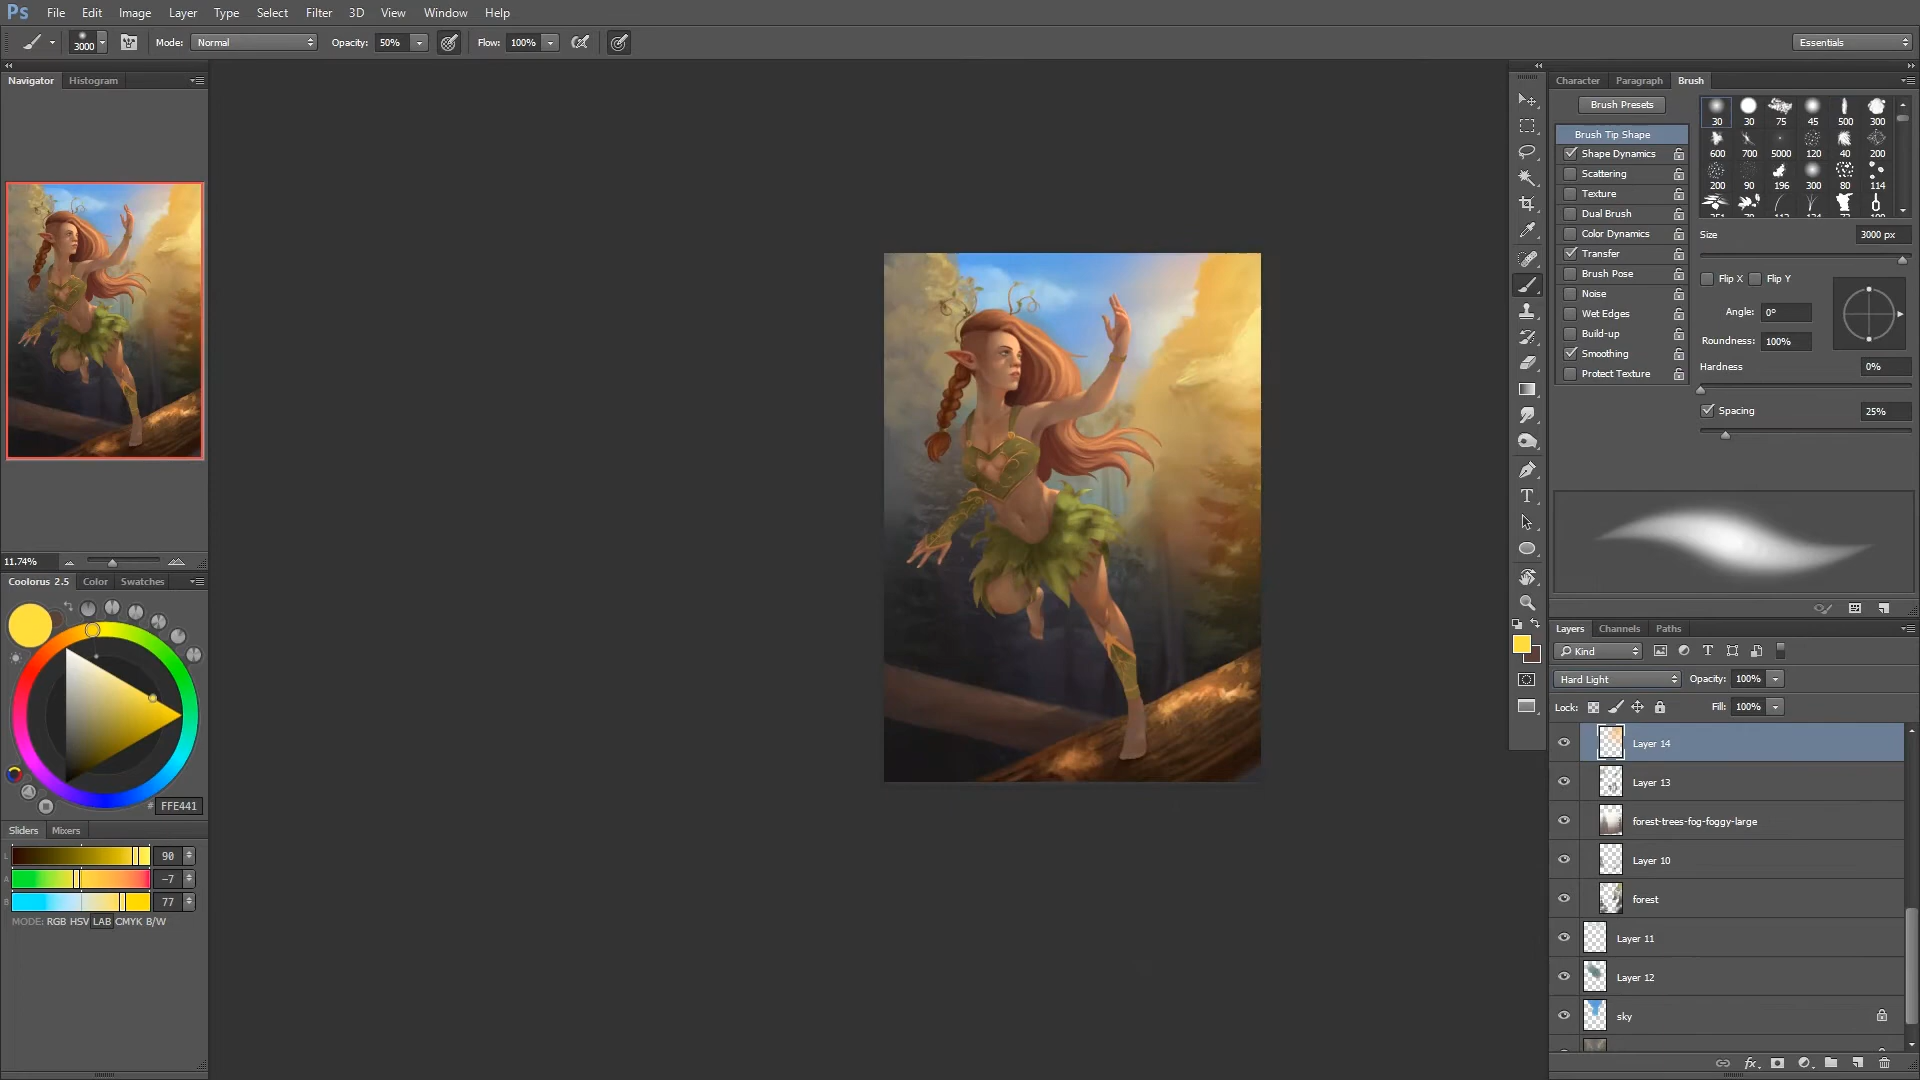 Ps File Edit Image Layer Type Select Filter 3D View Window Help
3000 Mode: Normal Opacity: 50% Flow: 100% Essentials
Navigator Histogram
11.74%
Coolorus 2.5 Color Swatches
# FFE441
Sliders Mixers
L 90
A -7
B 77
MODE: RGB HSV LAB CMYK B/W
Character Paragraph Brush
Brush Presets
Brush Tip Shape
Shape Dynamics
Scattering
Texture
Dual Brush
Color Dynamics
Transfer
Brush Pose
Noise
Wet Edges
Build-up
Smoothing
Protect Texture
30 30 75 45 500 300
600 700 5000 120 40 200
200 90 196 300 80 114
Size 3000 px
Flip X Flip Y
Angle: 0º
Roundness: 100%
Hardness 0%
Spacing 25%
Layers Channels Paths
Kind
Hard Light Opacity: 100%
Lock: Fill: 100%
Layer 14
Layer 13
forest-trees-fog-foggy-large
Layer 10
forest
Layer 11
Layer 12
sky
fx